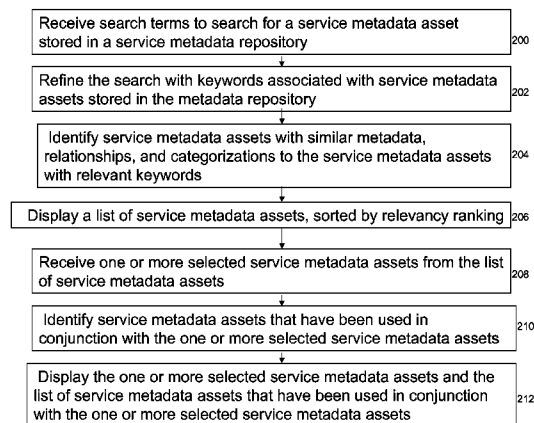 Receive search terms to search for a service metadata asset
stored in a service metadata repository
200
Refine the search with keywords associated with service metadata
assets stored in the metadata repository
202
Identify service metadata assets with similar metadata,
relationships, and categorizations to the service metadata assets
with relevant keywords
204
Display a list of service metadata assets, sorted by relevancy ranking
206
Receive one or more selected service metadata assets from the list
of service metadata assets
208
Identify service metadata assets that have been used in
conjunction with the one or more selected service metadata assets
210
Display the one or more selected service metadata assets and the
list of service metadata assets that have been used in conjunction
with the one or more selected service metadata assets
212